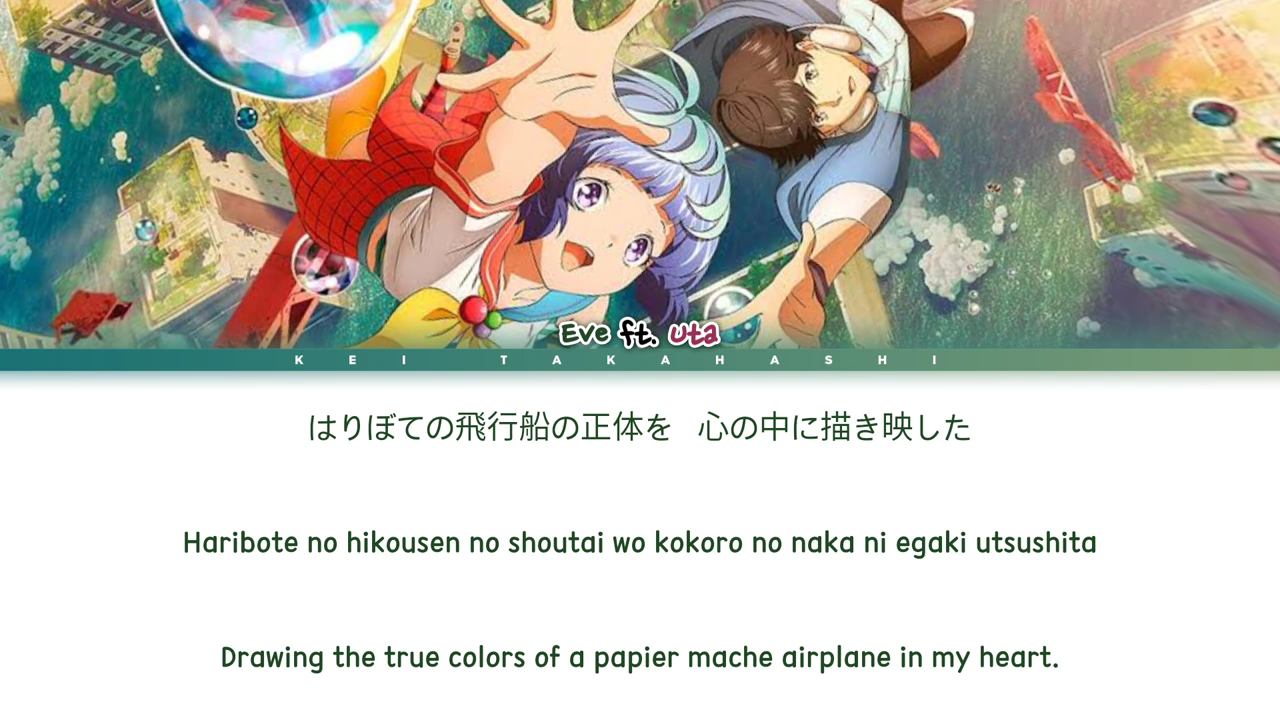 Eve ft. uta
KEI TAKAHASHI
はりぼての飛行船の正体を 心の中に描き映した
Haribote no hikousen no shoutai wo kokoro no naka ni egaki utsushita
Drawing the true colors of a papier mache airplane in my heart.